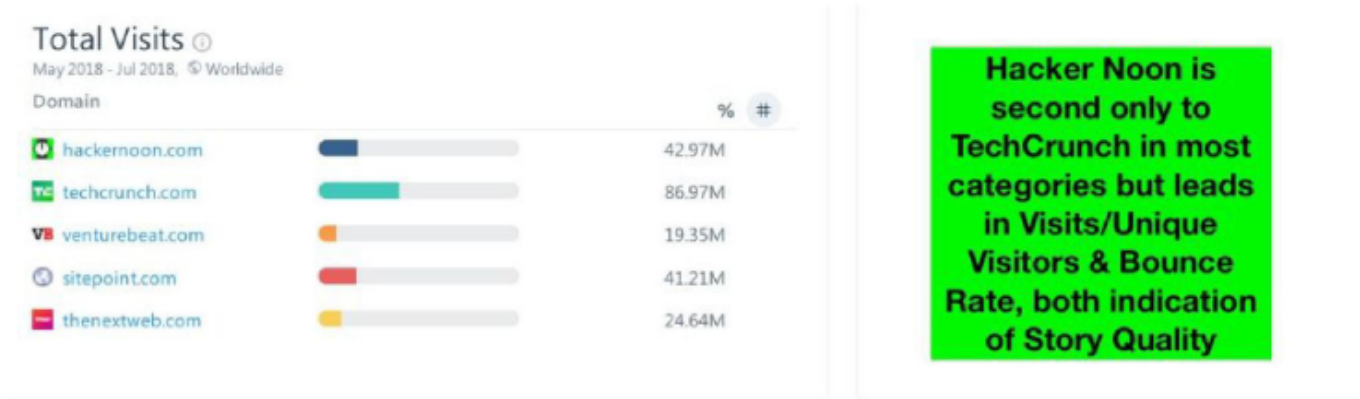 Total Visits
May 2018 - Jul 2018, Worldwide
Domain % #
hackernoon.com 42.97M
TC techcrunch.com 86.97M
VB venturebeat.com 19.35M
sitepoint.com 41.21M
thenextweb.com 24.64M
Hacker Noon is
second only to
TechCrunch in most
categories but leads
in Visits/Unique
Visitors & Bounce
Rate, both indication
of Story Quality